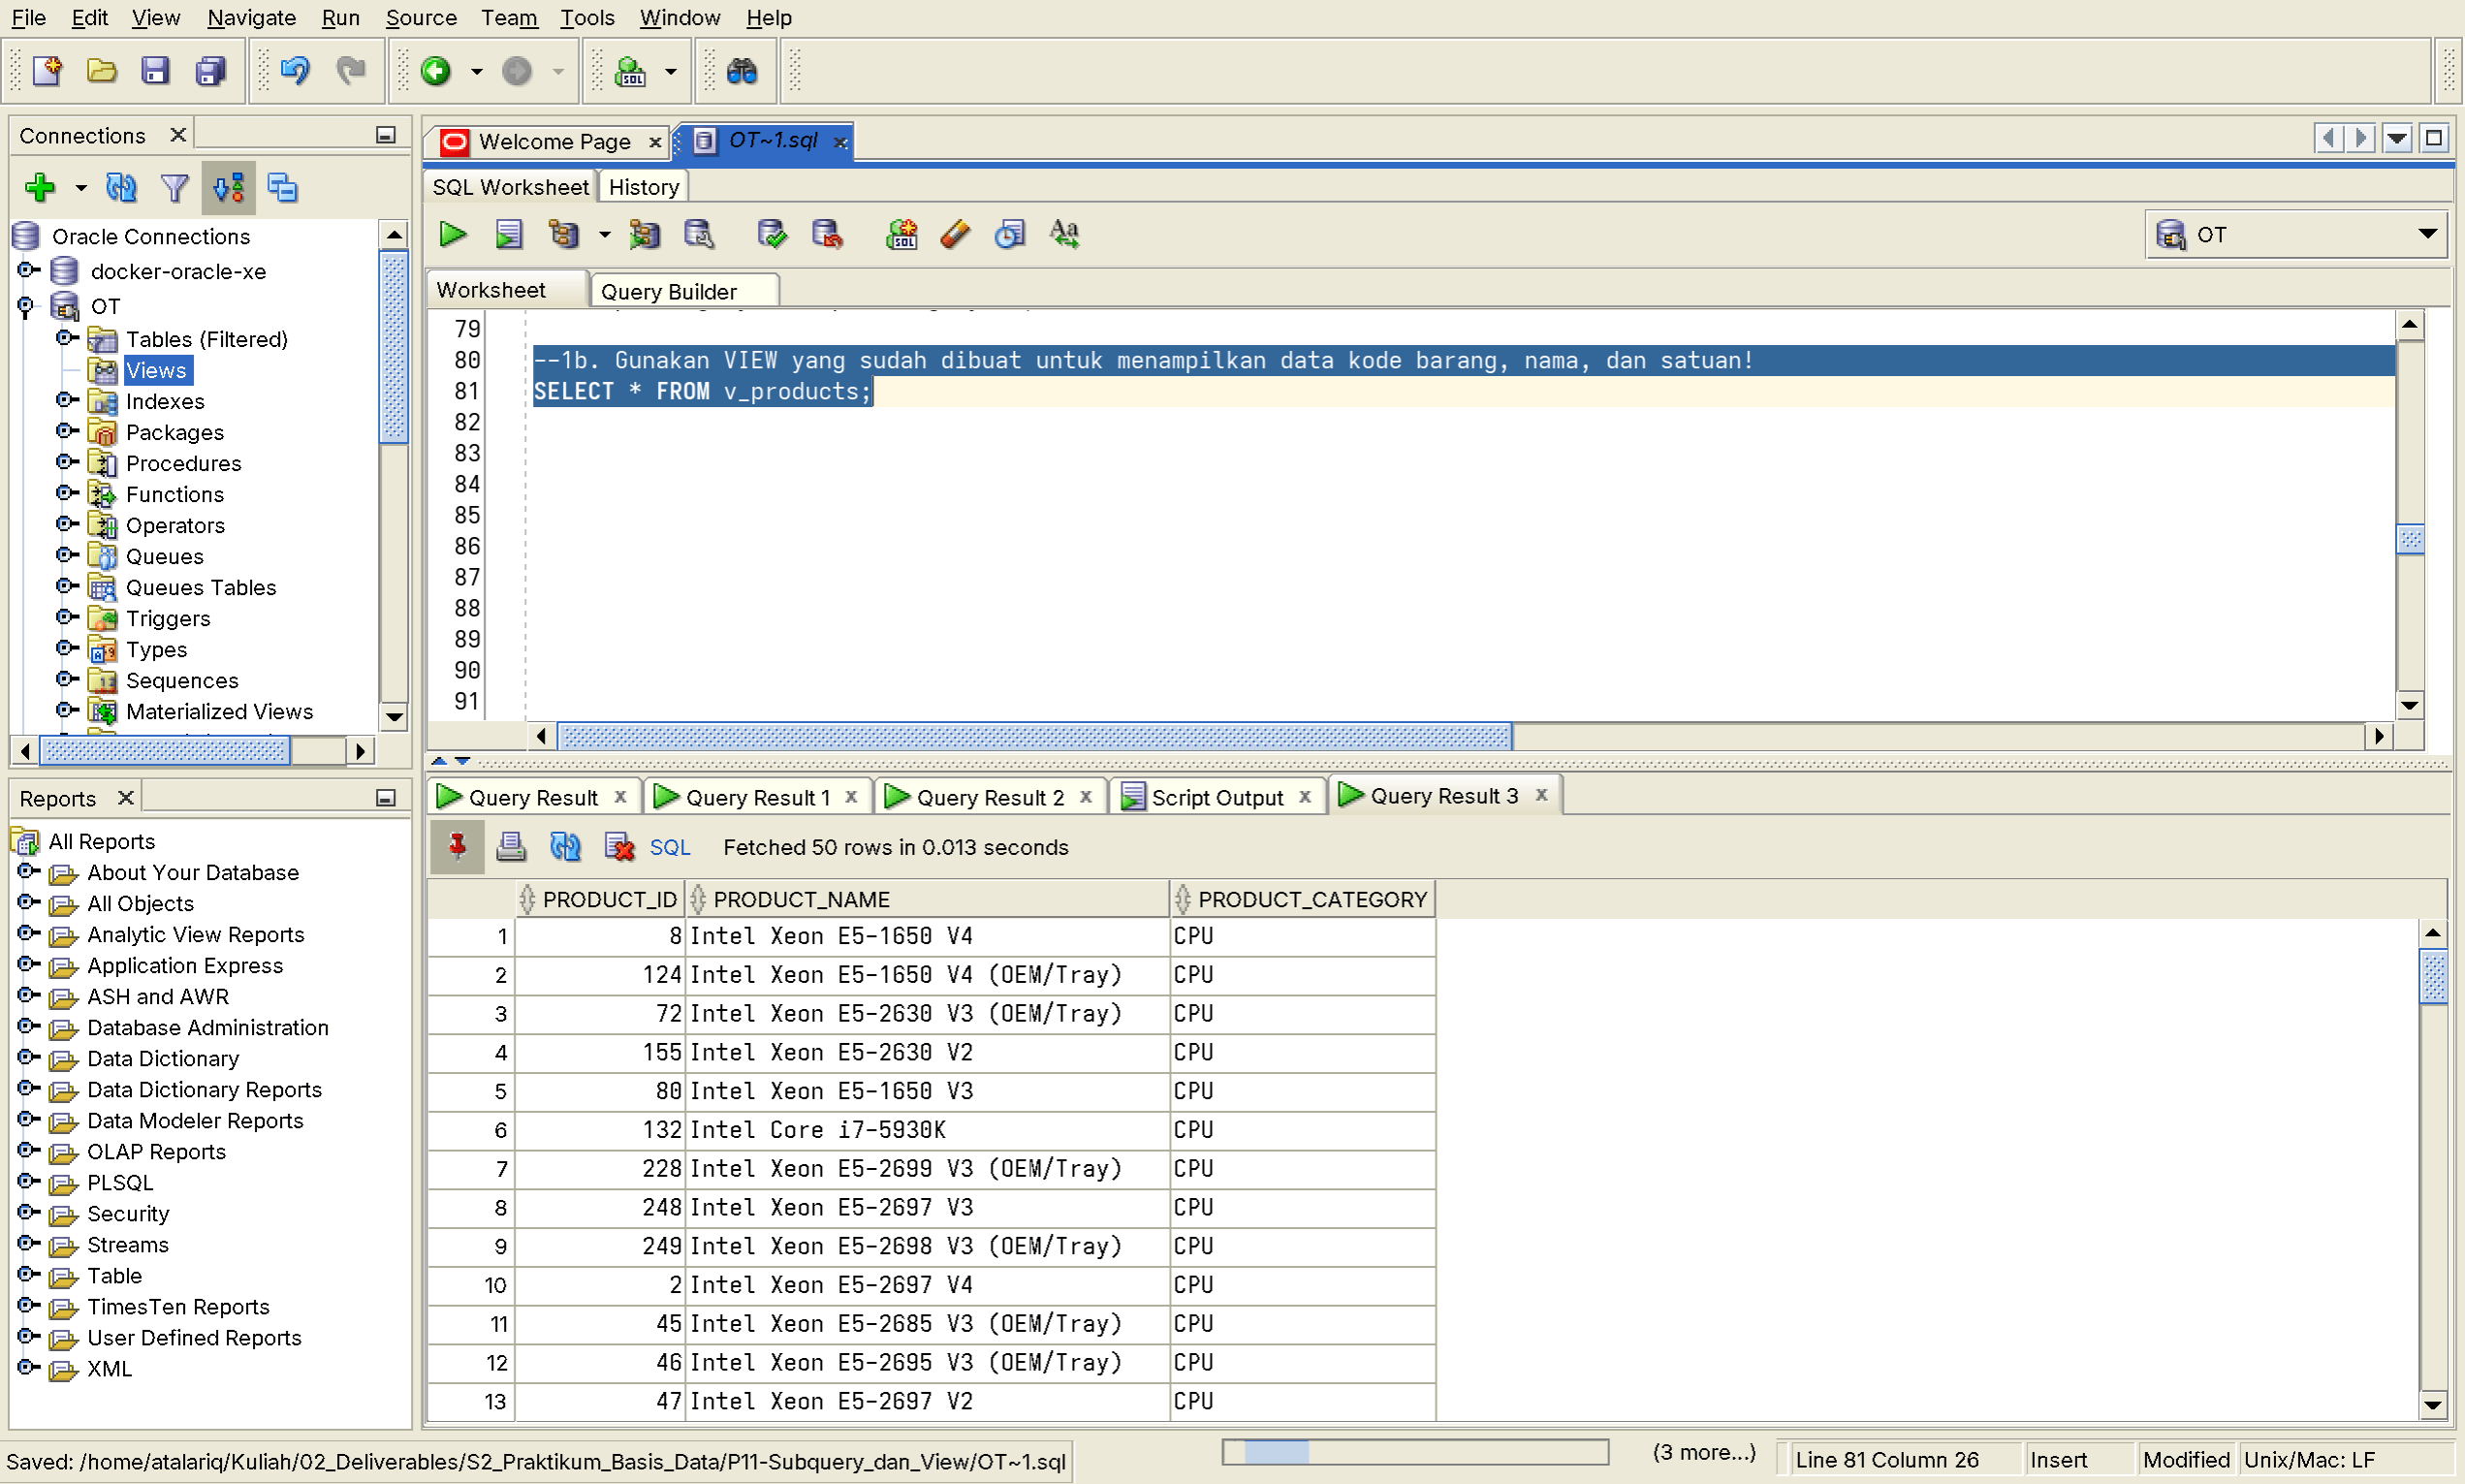 File Edit View Navigate Run Source Team Tools Window Help
Connections
Oracle Connections
docker-oracle-xe
OT
Tables (Filtered)
Views
Indexes
Packages
Procedures
Functions
Operators
Queues
Queues Tables
Triggers
Types
Sequences
Materialized Views
Reports
All Reports
About Your Database
All Objects
Analytic View Reports
Application Express
ASH and AWR
Database Administration
Data Dictionary
Data Dictionary Reports
Data Modeler Reports
OLAP Reports
PLSQL
Security
Streams
Table
TimesTen Reports
User Defined Reports
XML
Welcome Page OT~1.sql
SQL Worksheet History
OT
Worksheet Query Builder
79
80 --1b. Gunakan VIEW yang sudah dibuat untuk menampilkan data kode barang, nama, dan satuan!
81 SELECT * FROM v_products;
82
83
84
85
86
87
88
89
90
91
Query Result Query Result 1 Query Result 2 Script Output Query Result 3
SQL Fetched 50 rows in 0.013 seconds
PRODUCT_ID PRODUCT_NAME PRODUCT_CATEGORY
1 8 Intel Xeon E5-1650 V4 CPU
2 124 Intel Xeon E5-1650 V4 (OEM/Tray) CPU
3 72 Intel Xeon E5-2630 V3 (OEM/Tray) CPU
4 155 Intel Xeon E5-2630 V2 CPU
5 80 Intel Xeon E5-1650 V3 CPU
6 132 Intel Core i7-5930K CPU
7 228 Intel Xeon E5-2699 V3 (OEM/Tray) CPU
8 248 Intel Xeon E5-2697 V3 CPU
9 249 Intel Xeon E5-2698 V3 (OEM/Tray) CPU
10 2 Intel Xeon E5-2697 V4 CPU
11 45 Intel Xeon E5-2685 V3 (OEM/Tray) CPU
12 46 Intel Xeon E5-2695 V3 (OEM/Tray) CPU
13 47 Intel Xeon E5-2697 V2 CPU
Saved: /home/atalariq/Kuliah/02_Deliverables/S2_Praktikum_Basis_Data/P11-Subquery_dan_View/OT~1.sql (3 more...) Line 81 Column 26 Insert Modified Unix/Mac: LF